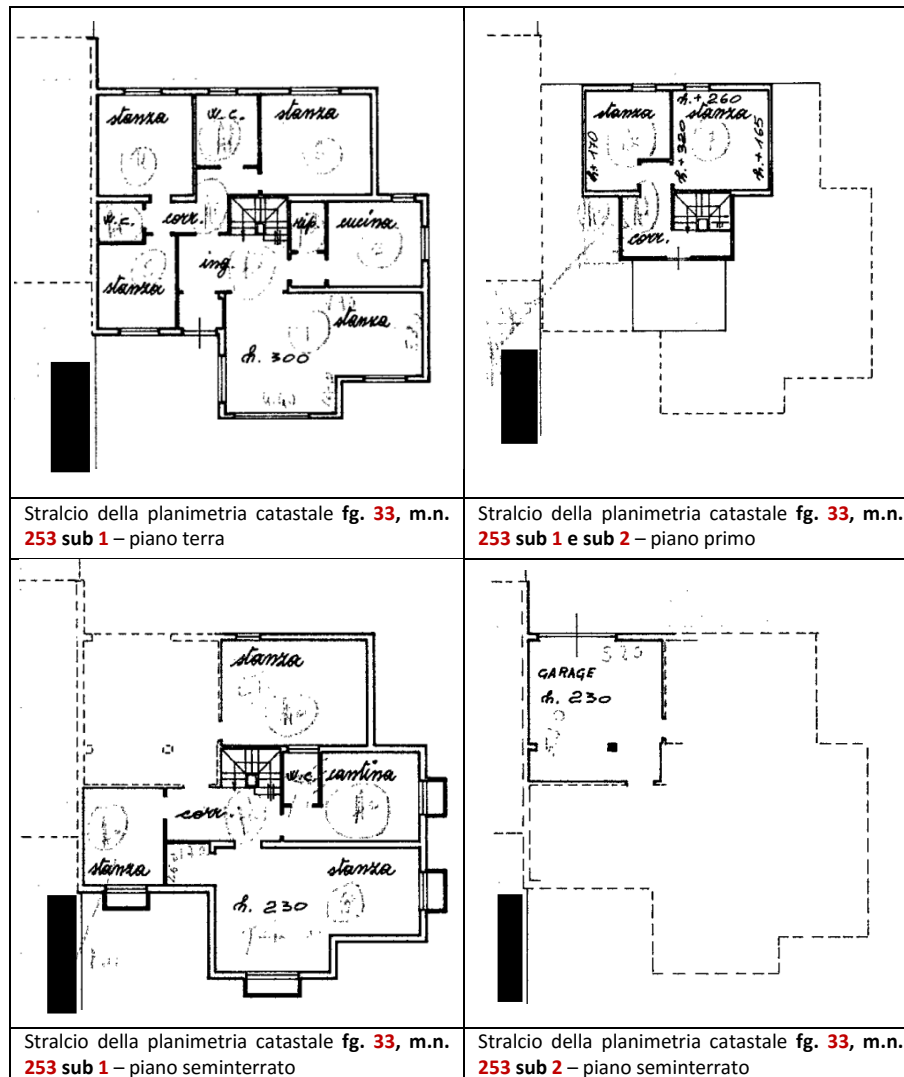 stanza
w.c.
stanza
w.c.
corr.
rip.
cucina
ing.
stanza
stanza
h. 300
Stralcio della planimetria catastale fg. 33, m.n.
253 sub 1 – piano terra
h. + 260
stanza
stanza
h. + 170
h. + 320
h. + 165
corr.
Stralcio della planimetria catastale fg. 33, m.n.
253 sub 1 e sub 2 – piano primo
stanza
w.c.
cantina
corr.
stanza
stanza
h. 230
Stralcio della planimetria catastale fg. 33, m.n.
253 sub 1 – piano seminterrato
GARAGE
h. 230
Stralcio della planimetria catastale fg. 33, m.n.
253 sub 2 – piano seminterrato